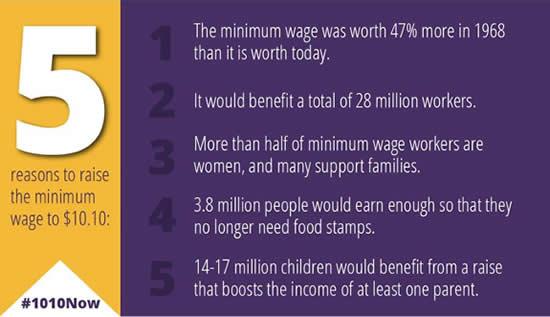 5
reasons to raise
the minimum
wage to $10.10:
#1010Now
1
The minimum wage was worth 47% more in 1968
than it is worth today.
2
It would benefit a total of 28 million workers.
3
More than half of minimum wage workers are
women, and many support families.
4
3.8 million people would earn enough so that they
no longer need food stamps.
5
14-17 million children would benefit from a raise
that boosts the income of at least one parent.